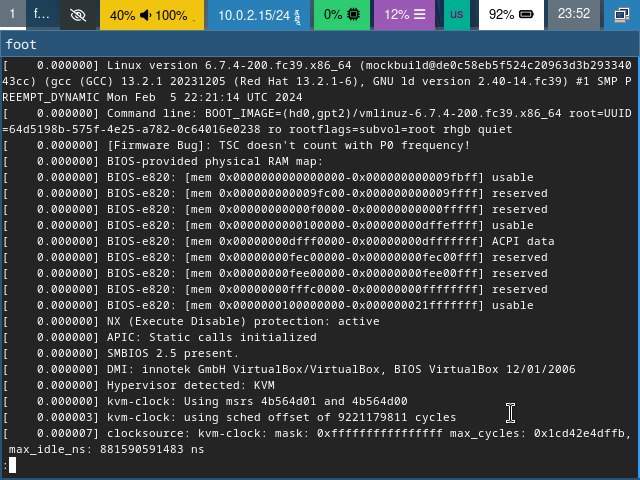 1 f... 40% 100% 10.0.2.15/24 0% 12% us 92% 23:52
foot
[    0.000000] Linux version 6.7.4-200.fc39.x86_64 (mockbuild@de0c58eb5f524c20963d3b293340
43cc) (gcc (GCC) 13.2.1 20231205 (Red Hat 13.2.1-6), GNU ld version 2.40-14.fc39) #1 SMP P
REEMPT_DYNAMIC Mon Feb  5 22:21:14 UTC 2024
[    0.000000] Command line: BOOT_IMAGE=(hd0,gpt2)/vmlinuz-6.7.4-200.fc39.x86_64 root=UUID
=64d5198b-575f-4e25-a782-0c64016e0238 ro rootflags=subvol=root rhgb quiet
[    0.000000] [Firmware Bug]: TSC doesn't count with P0 frequency!
[    0.000000] BIOS-provided physical RAM map:
[    0.000000] BIOS-e820: [mem 0x0000000000000000-0x000000000009fbff] usable
[    0.000000] BIOS-e820: [mem 0x000000000009fc00-0x000000000009ffff] reserved
[    0.000000] BIOS-e820: [mem 0x00000000000f0000-0x00000000000fffff] reserved
[    0.000000] BIOS-e820: [mem 0x0000000000100000-0x00000000dffeffff] usable
[    0.000000] BIOS-e820: [mem 0x00000000dfff0000-0x00000000dfffffff] ACPI data
[    0.000000] BIOS-e820: [mem 0x00000000fec00000-0x00000000fec00fff] reserved
[    0.000000] BIOS-e820: [mem 0x00000000fee00000-0x00000000fee00fff] reserved
[    0.000000] BIOS-e820: [mem 0x00000000fffc0000-0x00000000ffffffff] reserved
[    0.000000] BIOS-e820: [mem 0x0000000100000000-0x000000021fffffff] usable
[    0.000000] NX (Execute Disable) protection: active
[    0.000000] APIC: Static calls initialized
[    0.000000] SMBIOS 2.5 present.
[    0.000000] DMI: innotek GmbH VirtualBox/VirtualBox, BIOS VirtualBox 12/01/2006
[    0.000000] Hypervisor detected: KVM
[    0.000000] kvm-clock: Using msrs 4b564d01 and 4b564d00
[    0.000003] kvm-clock: using sched offset of 9221179811 cycles
[    0.000007] clocksource: kvm-clock: mask: 0xffffffffffffffff max_cycles: 0x1cd42e4dffb,
 max_idle_ns: 881590591483 ns
: